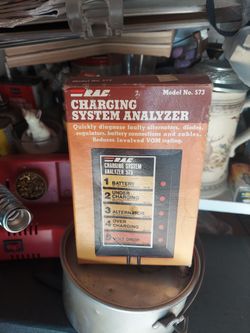 RAC
Model No. 573
CHARGING
SYSTEM ANALYZER
Quickly diagnose faulty alternators, diodes,
regulators, battery connections and cables.
Reduces involved VOM testing.
RAC
CHARGING SYSTEM
ANALYZER 573
1 BATTERY
2 UNDER
CHARGING
3 ALTERNATOR
4 OVER
CHARGING
5 VOLT DROP